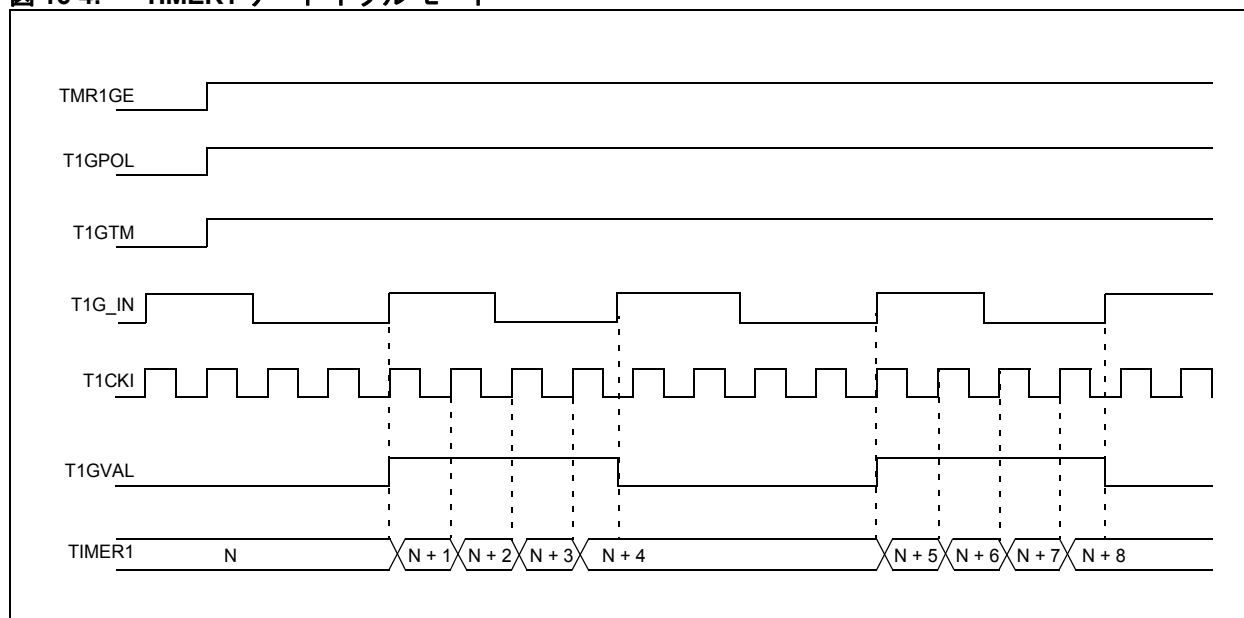 TMR1GE
T1GPOL
T1GTM
T1G_IN
T1CKI
T1GVAL
TIMER1 N N + 1 N + 2 N + 3 N + 4 N + 5 N + 6 N + 7 N + 8